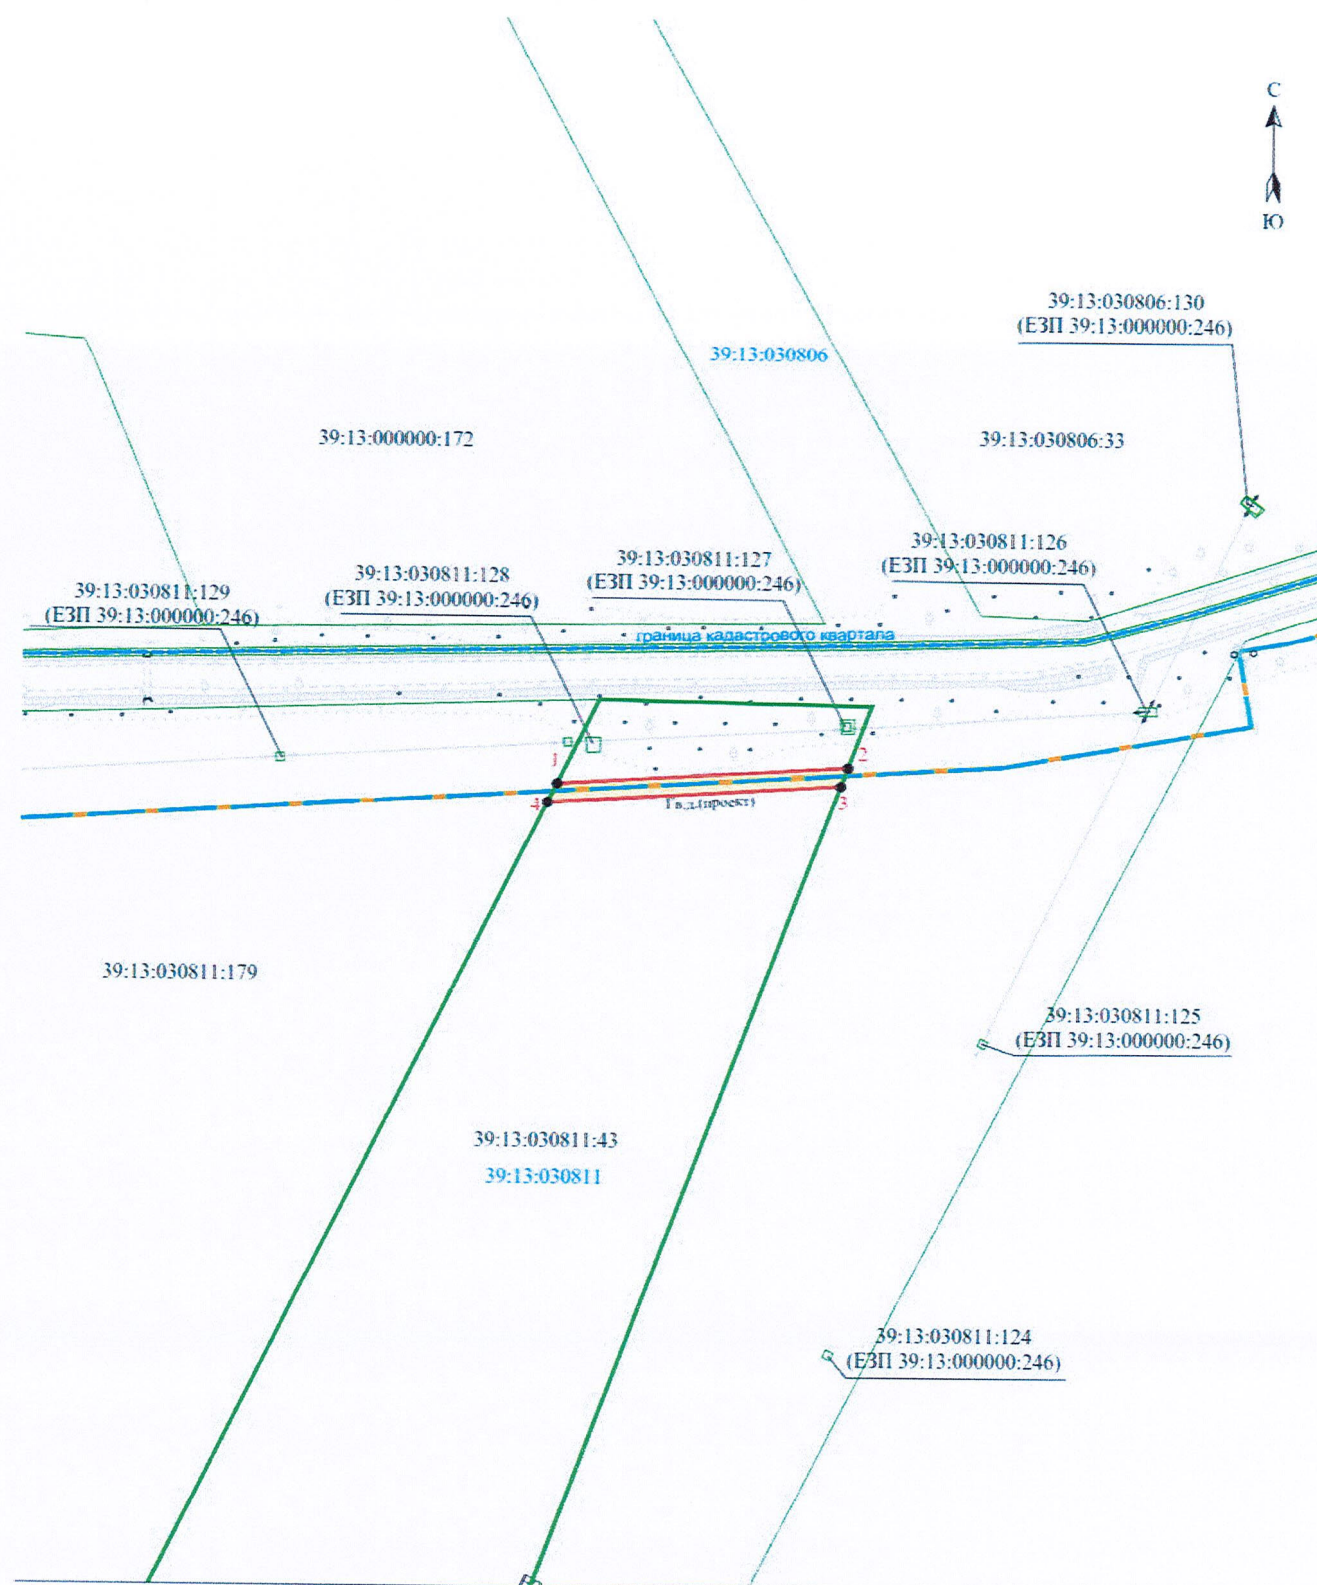 С
Ю
39:13:030806:130
(ЕЗП 39:13:000000:246)
39:13:030806
39:13:000000:172
39:13:030806:33
39:13:030811:126
(ЕЗП 39:13:000000:246)
39:13:030811:127
(ЕЗП 39:13:000000:246)
39:13:030811:128
(ЕЗП 39:13:000000:246)
39:13:030811:129
(ЕЗП 39:13:000000:246)
граница кадастрового квартала
1
2
4
3
Гв.д.(проект)
39:13:030811:179
39:13:030811:125
(ЕЗП 39:13:000000:246)
39:13:030811:43
39:13:030811
39:13:030811:124
(ЕЗП 39:13:000000:246)